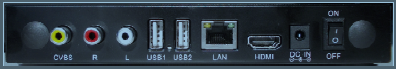 ON
CVBS R L USB1 USB2 LAN HDMI DC IN OFF